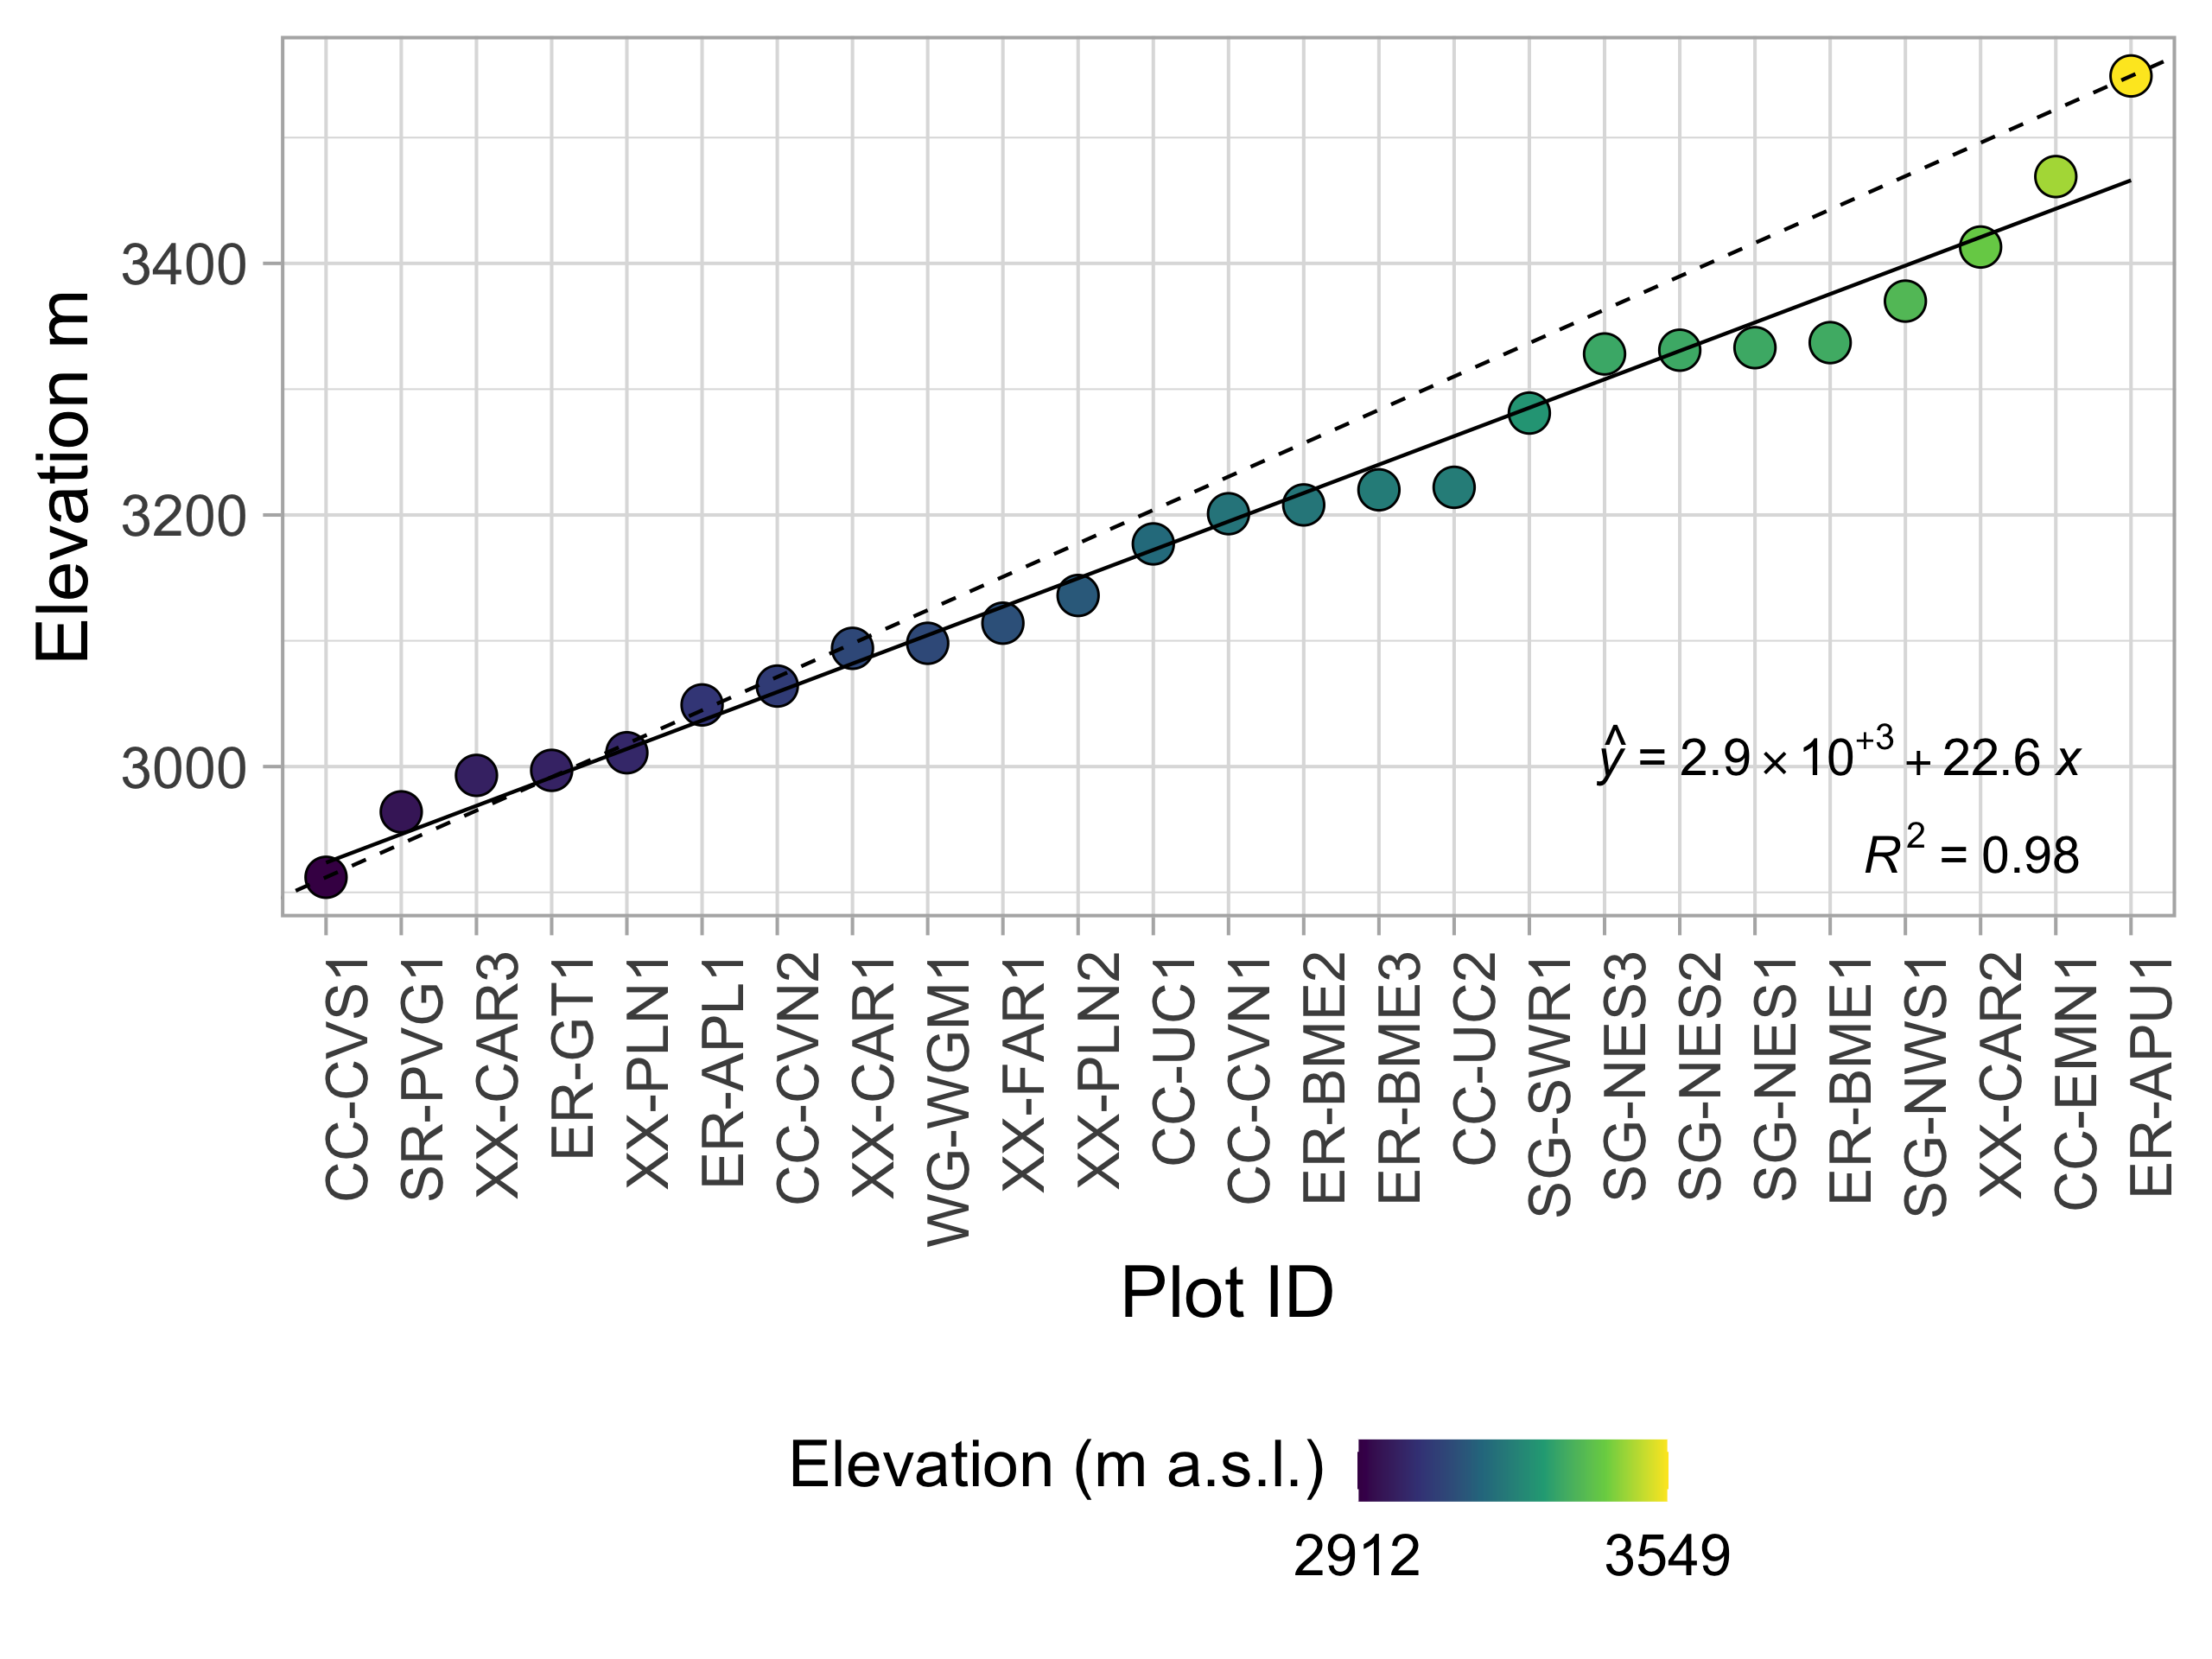 Elevation m
3400
3200
3000
ŷ = 2.9 × 10⁺³ + 22.6 x
R² = 0.98
CC-CVS1
SR-PVG1
XX-CAR3
ER-GT1
XX-PLN1
ER-APL1
CC-CVN2
XX-CAR1
WG-WGM1
XX-FAR1
XX-PLN2
CC-UC1
CC-CVN1
ER-BME2
ER-BME3
CC-UC2
SG-SWR1
SG-NES3
SG-NES2
SG-NES1
ER-BME1
SG-NWS1
XX-CAR2
CC-EMN1
ER-APU1
Plot ID
Elevation (m a.s.l.)
2912 3549